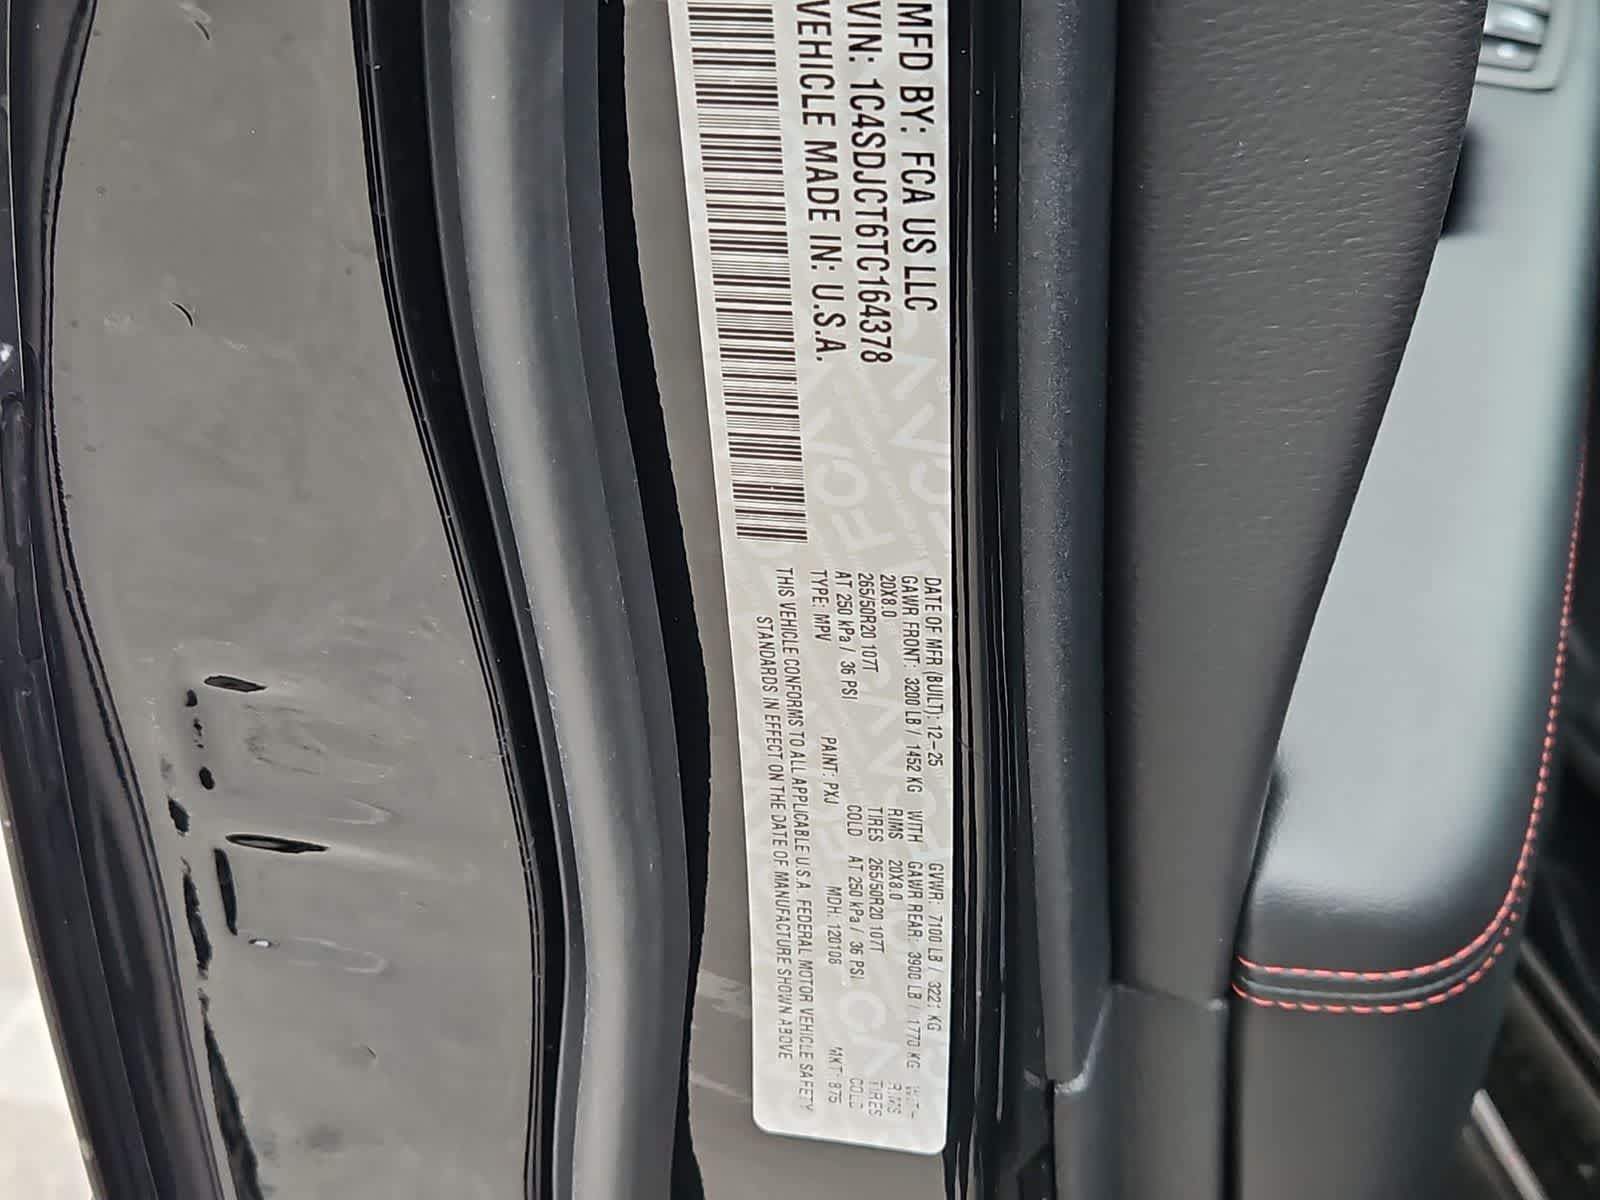 MFD BY: FCA US LLC
VIN: 1C4SDJCT6TC164378
VEHICLE MADE IN: U.S.A.
DATE OF MFR (BUILT): 12-25 GVWR: 7100 LB / 3221 KG
GAWR FRONT: 3200 LB / 1452 KG WITH GAWR REAR: 3900 LB / 1770 KG WITH
20X8.0 RIMS 20X8.0 RIMS
265/50R20 107T TIRES 265/50R20 107T TIRES
AT 250 kPa / 36 PSI COLD AT 250 kPa / 36 PSI COLD
TYPE: MPV PAINT: PXJ MDH: 120106 MKT: 875
THIS VEHICLE CONFORMS TO ALL APPLICABLE U.S.A. FEDERAL MOTOR VEHICLE SAFETY
STANDARDS IN EFFECT ON THE DATE OF MANUFACTURE SHOWN ABOVE